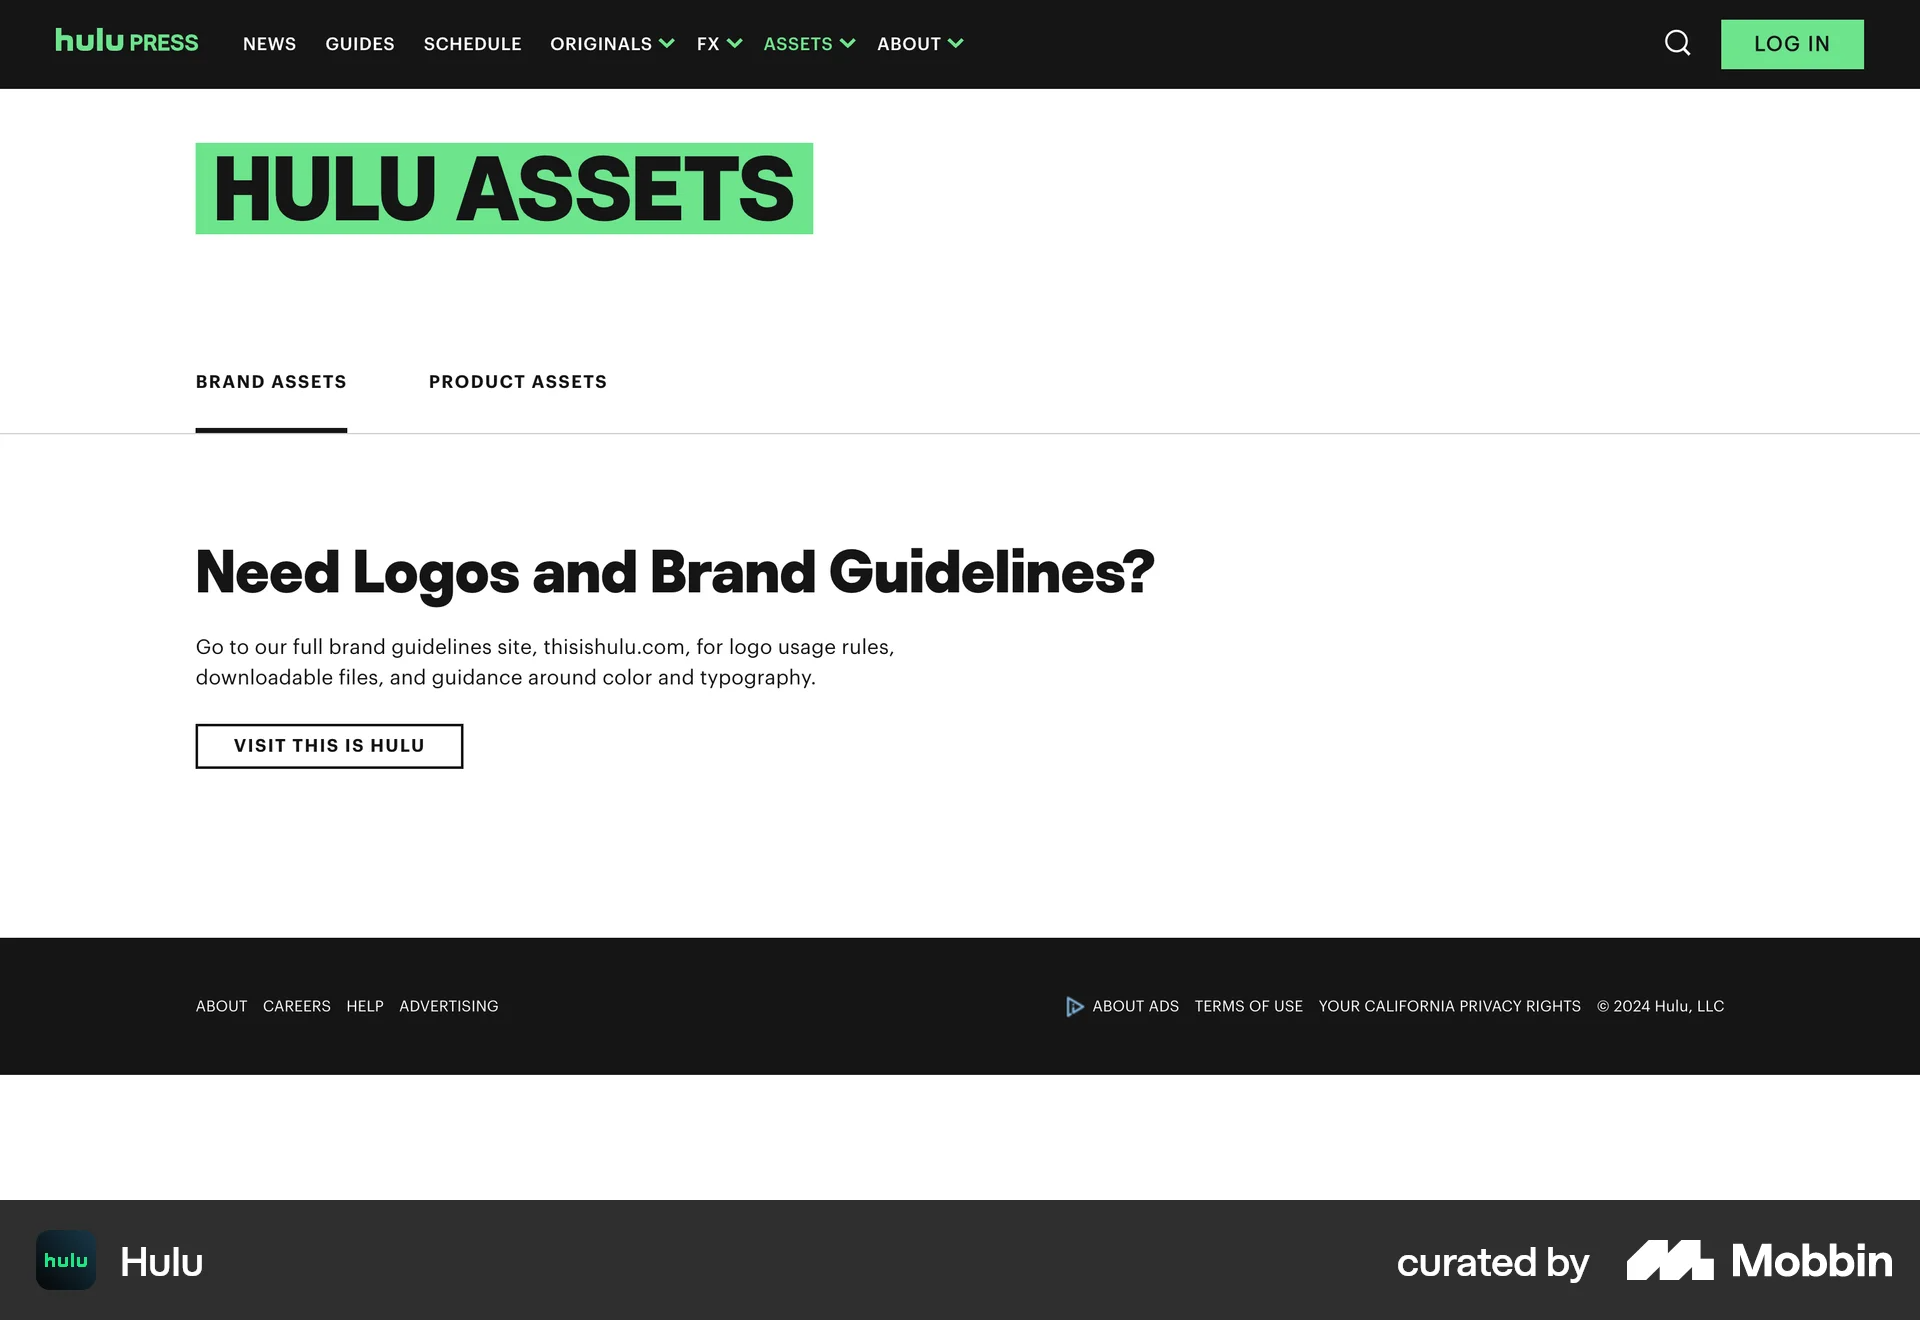 hulu PRESS NEWS GUIDES SCHEDULE ORIGINALS FX ASSETS ABOUT LOG IN
HULU ASSETS
BRAND ASSETS PRODUCT ASSETS
Need Logos and Brand Guidelines?
Go to our full brand guidelines site, thisishulu.com, for logo usage rules,
downloadable files, and guidance around color and typography.
VISIT THIS IS HULU
ABOUT CAREERS HELP ADVERTISING ABOUT ADS TERMS OF USE YOUR CALIFORNIA PRIVACY RIGHTS © 2024 Hulu, LLC
hulu Hulu curated by Mobbin